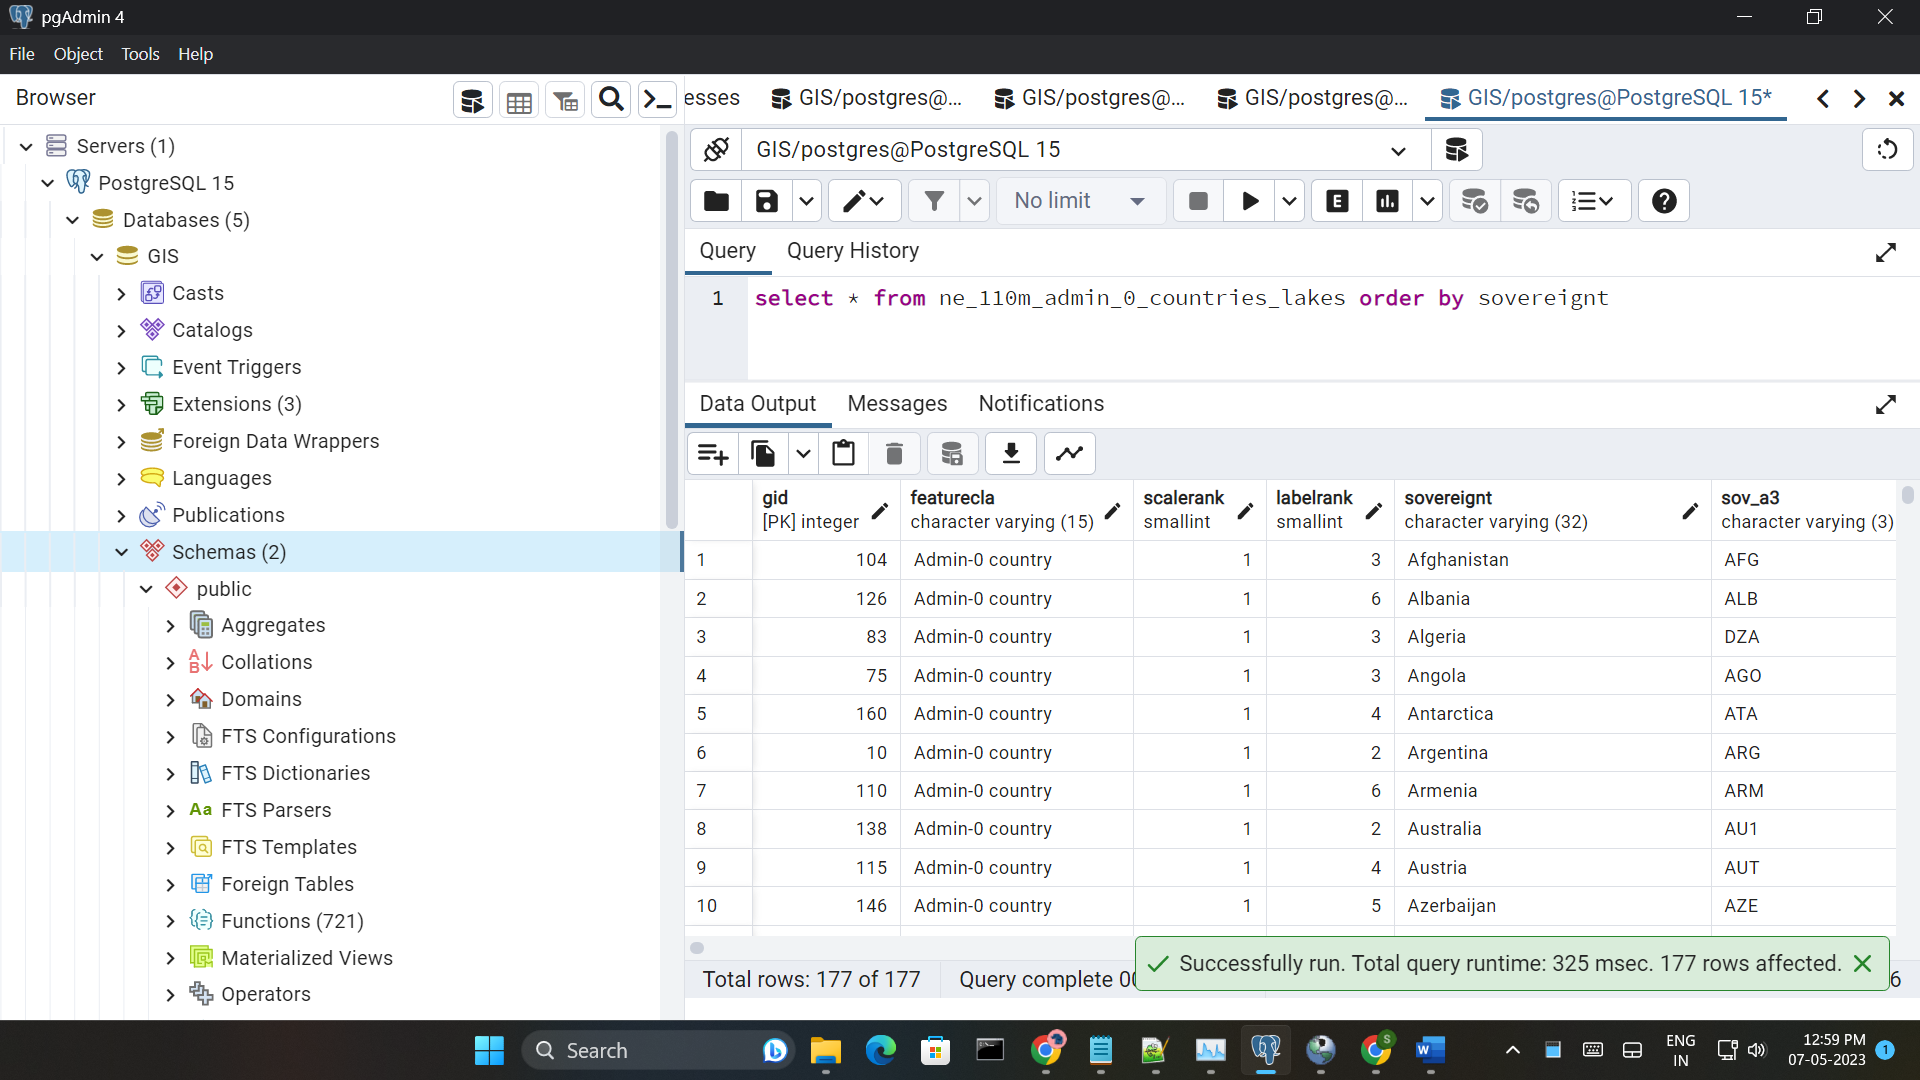 pgAdmin 4
File Object Tools Help
Browser
esses GIS/postgres@... GIS/postgres@... GIS/postgres@... GIS/postgres@PostgreSQL 15*
Servers (1)
PostgreSQL 15
Databases (5)
GIS
Casts
Catalogs
Event Triggers
Extensions (3)
Foreign Data Wrappers
Languages
Publications
Schemas (2)
public
Aggregates
Collations
Domains
FTS Configurations
FTS Dictionaries
Aa FTS Parsers
FTS Templates
Foreign Tables
Functions (721)
Materialized Views
Operators
GIS/postgres@PostgreSQL 15
No limit E
Query Query History
1 select * from ne_110m_admin_0_countries_lakes order by sovereignt
Data Output Messages Notifications
gid featurecla scalerank labelrank sovereignt sov_a3
[PK] integer character varying (15) smallint smallint character varying (32) character varying (3)
1 104 Admin-0 country 1 3 Afghanistan AFG
2 126 Admin-0 country 1 6 Albania ALB
3 83 Admin-0 country 1 3 Algeria DZA
4 75 Admin-0 country 1 3 Angola AGO
5 160 Admin-0 country 1 4 Antarctica ATA
6 10 Admin-0 country 1 2 Argentina ARG
7 110 Admin-0 country 1 6 Armenia ARM
8 138 Admin-0 country 1 2 Australia AU1
9 115 Admin-0 country 1 4 Austria AUT
10 146 Admin-0 country 1 5 Azerbaijan AZE
Successfully run. Total query runtime: 325 msec. 177 rows affected.
Total rows: 177 of 177 Query complete 00 6
Search
ENG
IN
12:59 PM
07-05-2023
1